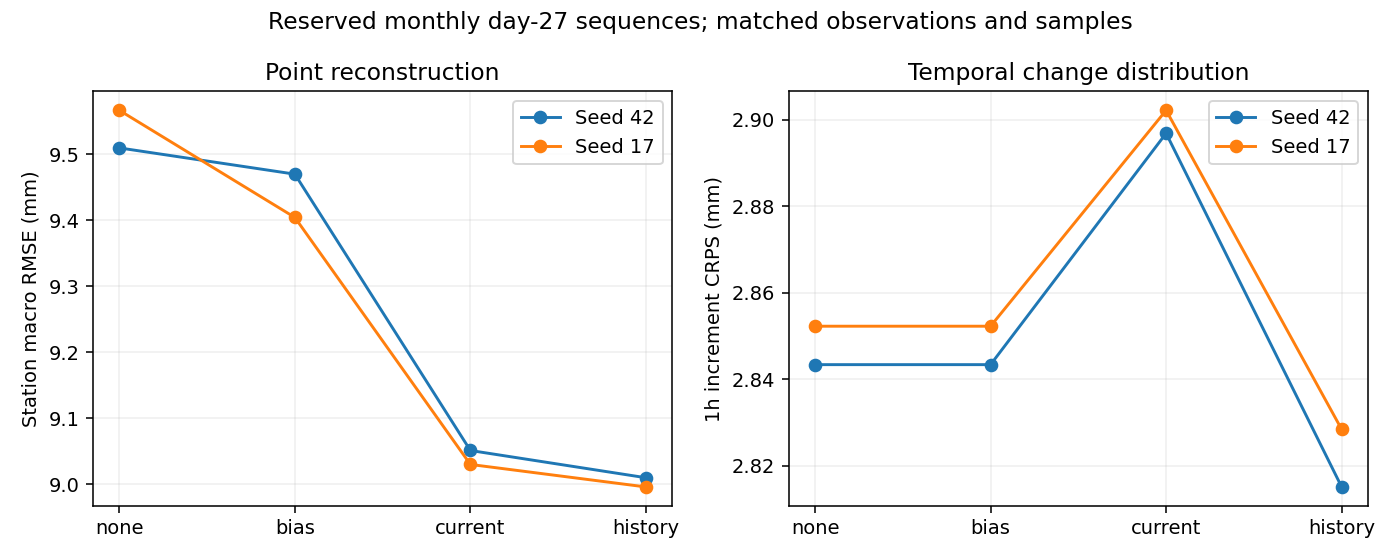 Reserved monthly day-27 sequences; matched observations and samples
Point reconstruction
Station macro RMSE (mm)
9.5
9.4
9.3
9.2
9.1
9.0
none
bias
current
history
Seed 42
Seed 17
Temporal change distribution
1h increment CRPS (mm)
2.90
2.88
2.86
2.84
2.82
none
bias
current
history
Seed 42
Seed 17